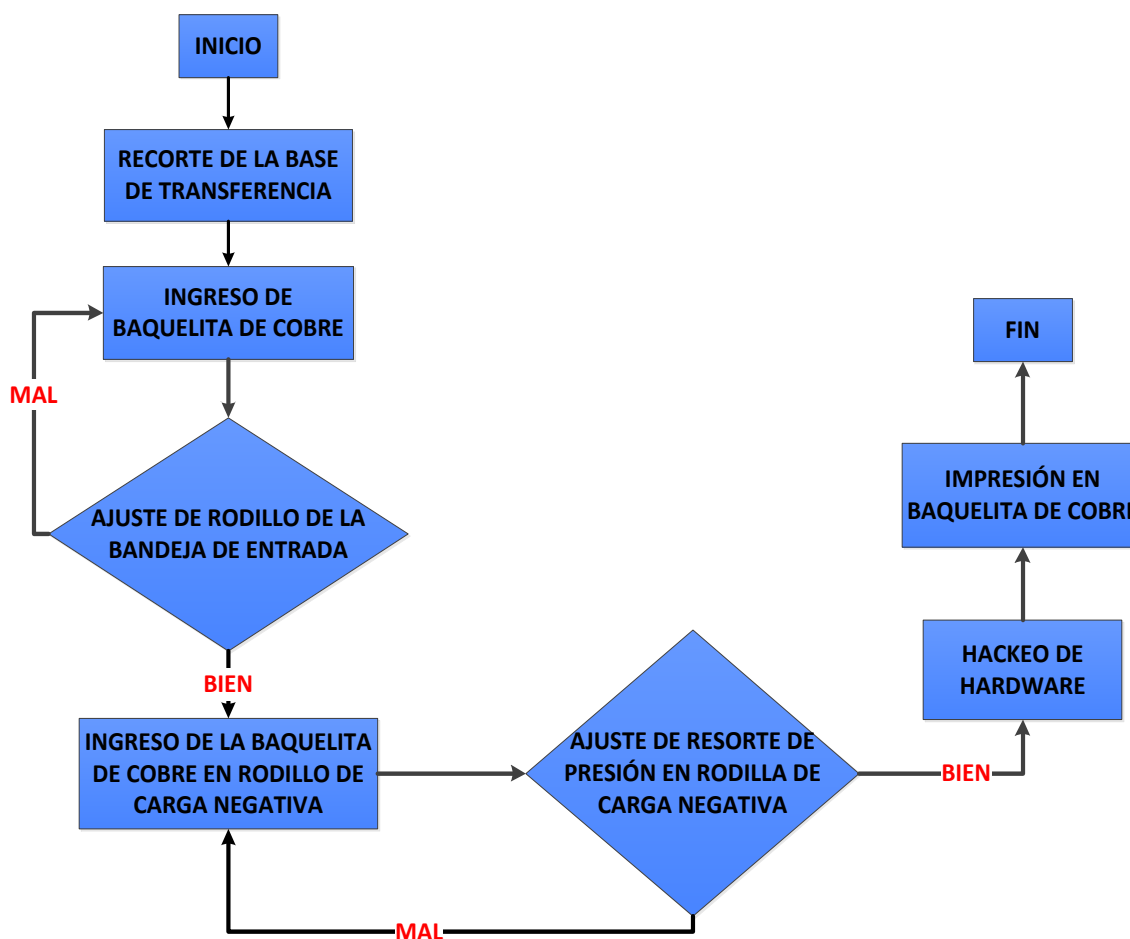 INICIO
RECORTE DE LA BASE
DE TRANSFERENCIA
INGRESO DE
BAQUELITA DE COBRE
MAL
AJUSTE DE RODILLO DE LA
BANDEJA DE ENTRADA
BIEN
INGRESO DE LA BAQUELITA
DE COBRE EN RODILLO DE
CARGA NEGATIVA
AJUSTE DE RESORTE DE
PRESIÓN EN RODILLA DE
CARGA NEGATIVA
MAL
BIEN
HACKEO DE
HARDWARE
IMPRESIÓN EN
BAQUELITA DE COBRE
FIN